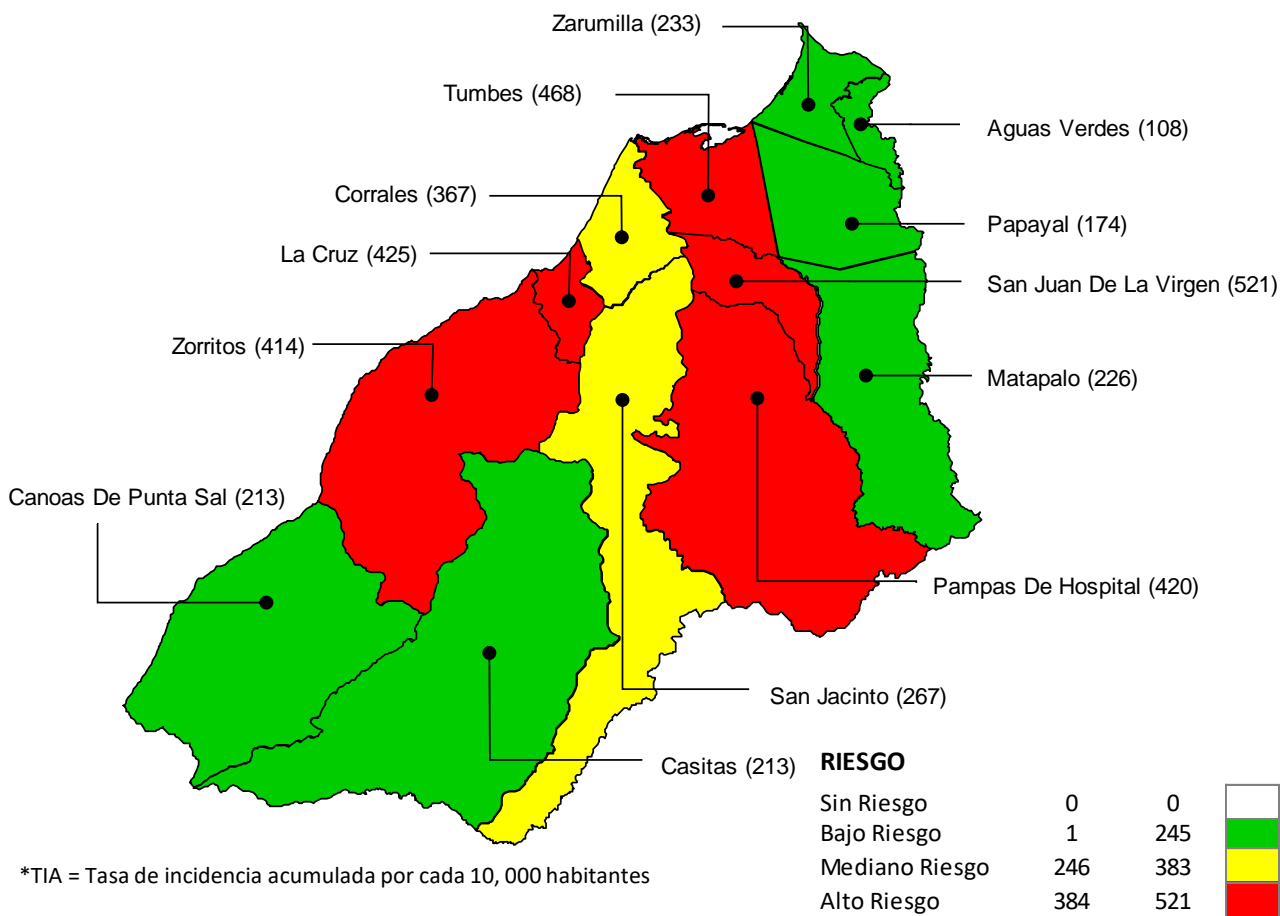 Zarumilla (233)
Tumbes (468)
Aguas Verdes (108)
Corrales (367)
Papayal (174)
La Cruz (425)
San Juan De La Virgen (521)
Zorritos (414)
Matapalo (226)
Canoas De Punta Sal (213)
Pampas De Hospital (420)
San Jacinto (267)
Casitas (213)
RIESGO
Sin Riesgo 0 0
Bajo Riesgo 1 245
Mediano Riesgo 246 383
Alto Riesgo 384 521
*TIA = Tasa de incidencia acumulada por cada 10, 000 habitantes